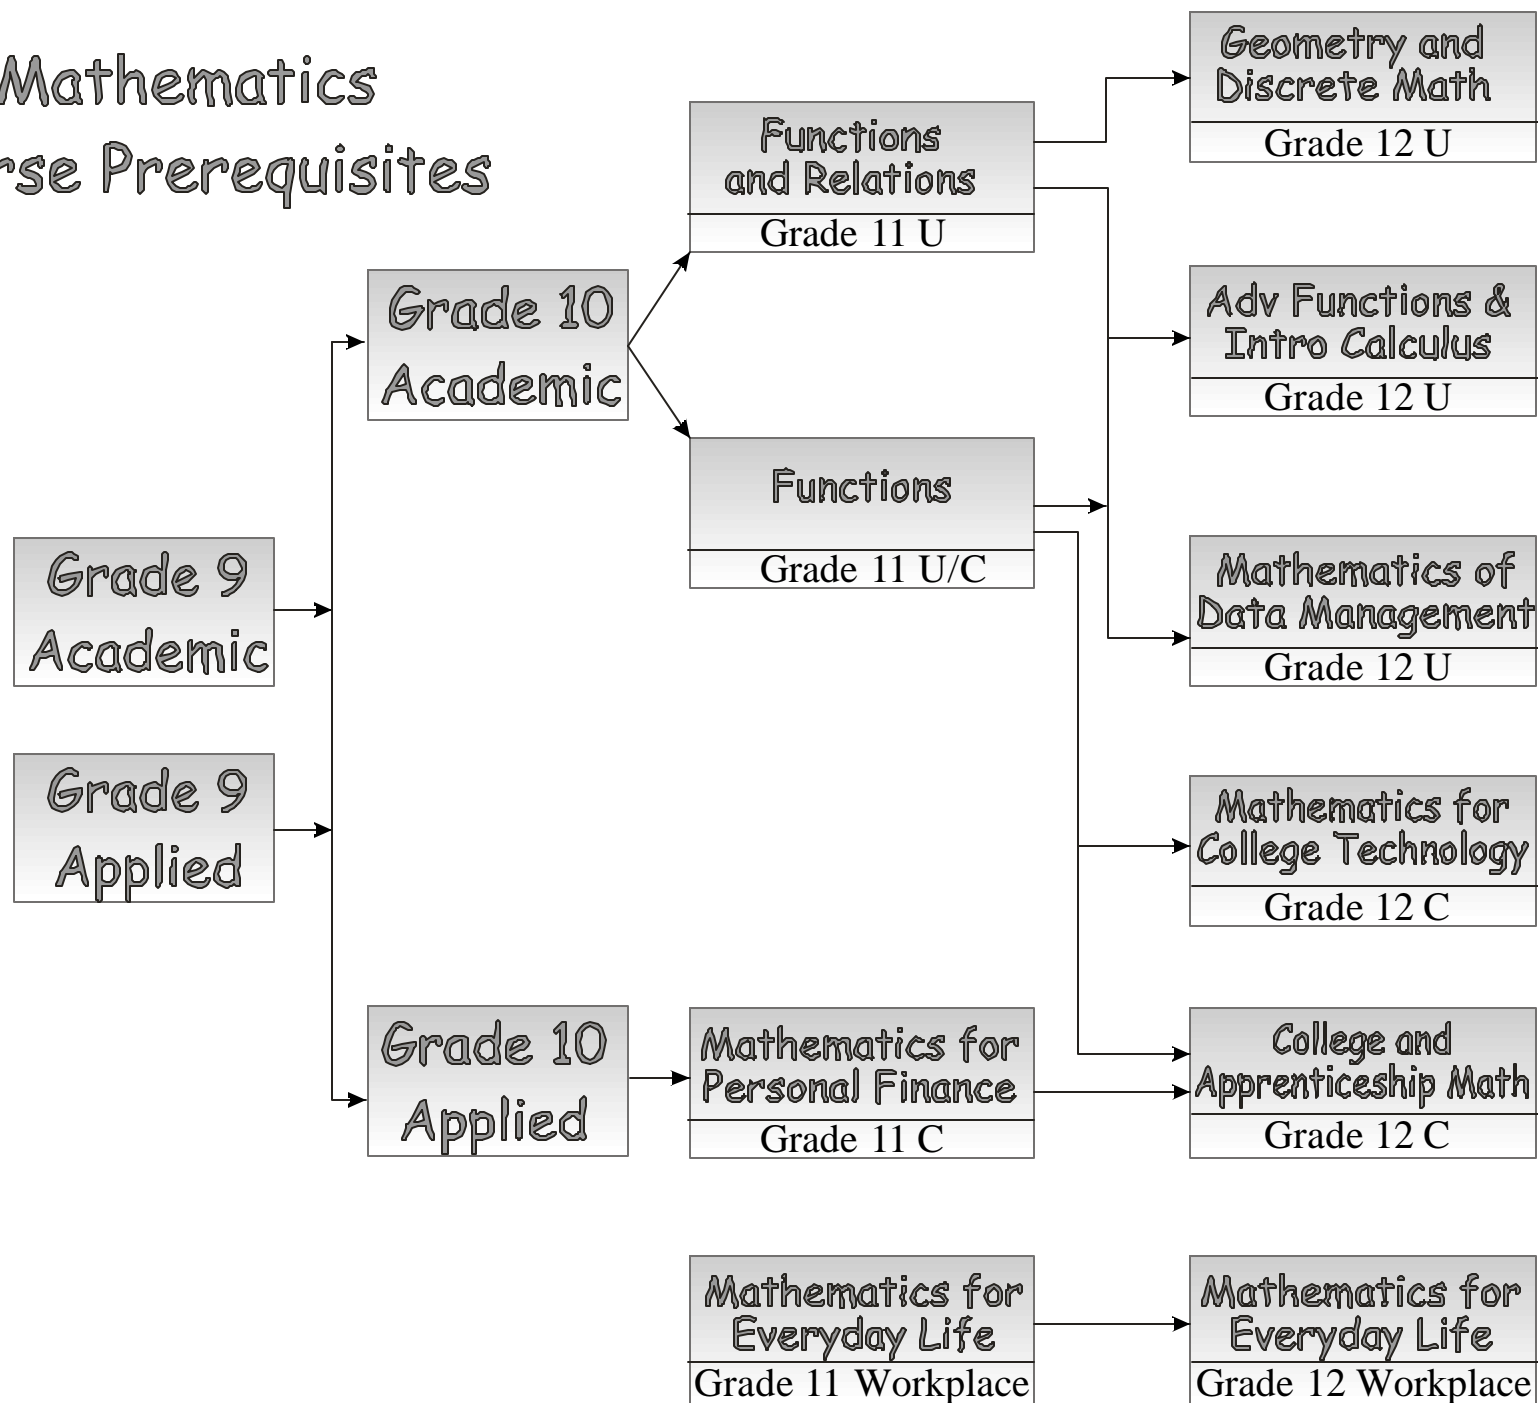 Mathematics
rse Prerequisites
Geometry and
Discrete Math
Grade 12 U
Functions
and Relations
Grade 11 U
Grade 10
Academic
Adv Functions &
Intro Calculus
Grade 12 U
Functions
Grade 11 U/C
Grade 9
Academic
Mathematics of
Data Management
Grade 12 U
Grade 9
Applied
Mathematics for
College Technology
Grade 12 C
Grade 10
Applied
Mathematics for
Personal Finance
Grade 11 C
College and
Apprenticeship Math
Grade 12 C
Mathematics for
Everyday Life
Grade 11 Workplace
Mathematics for
Everyday Life
Grade 12 Workplace